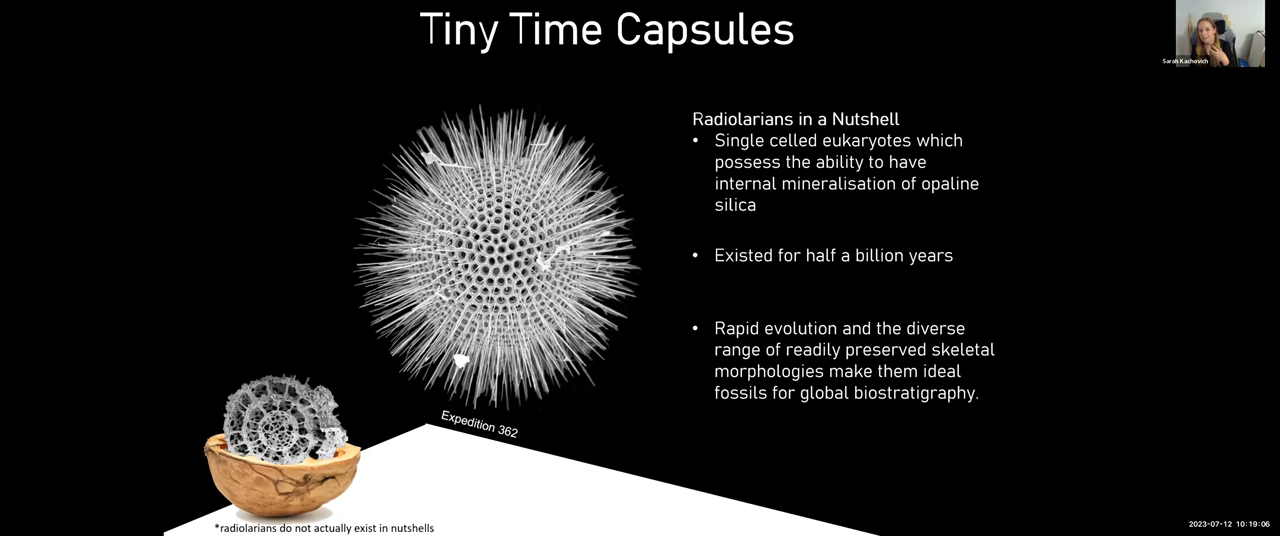 Tiny Time Capsules
Sarah Kachovich
Radiolarians in a Nutshell
• Single celled eukaryotes which
possess the ability to have
internal mineralisation of opaline
silica
• Existed for half a billion years
• Rapid evolution and the diverse
range of readily preserved skeletal
morphologies make them ideal
fossils for global biostratigraphy.
Expedition 362
*radiolarians do not actually exist in nutshells
2023-07-12 10:19:06